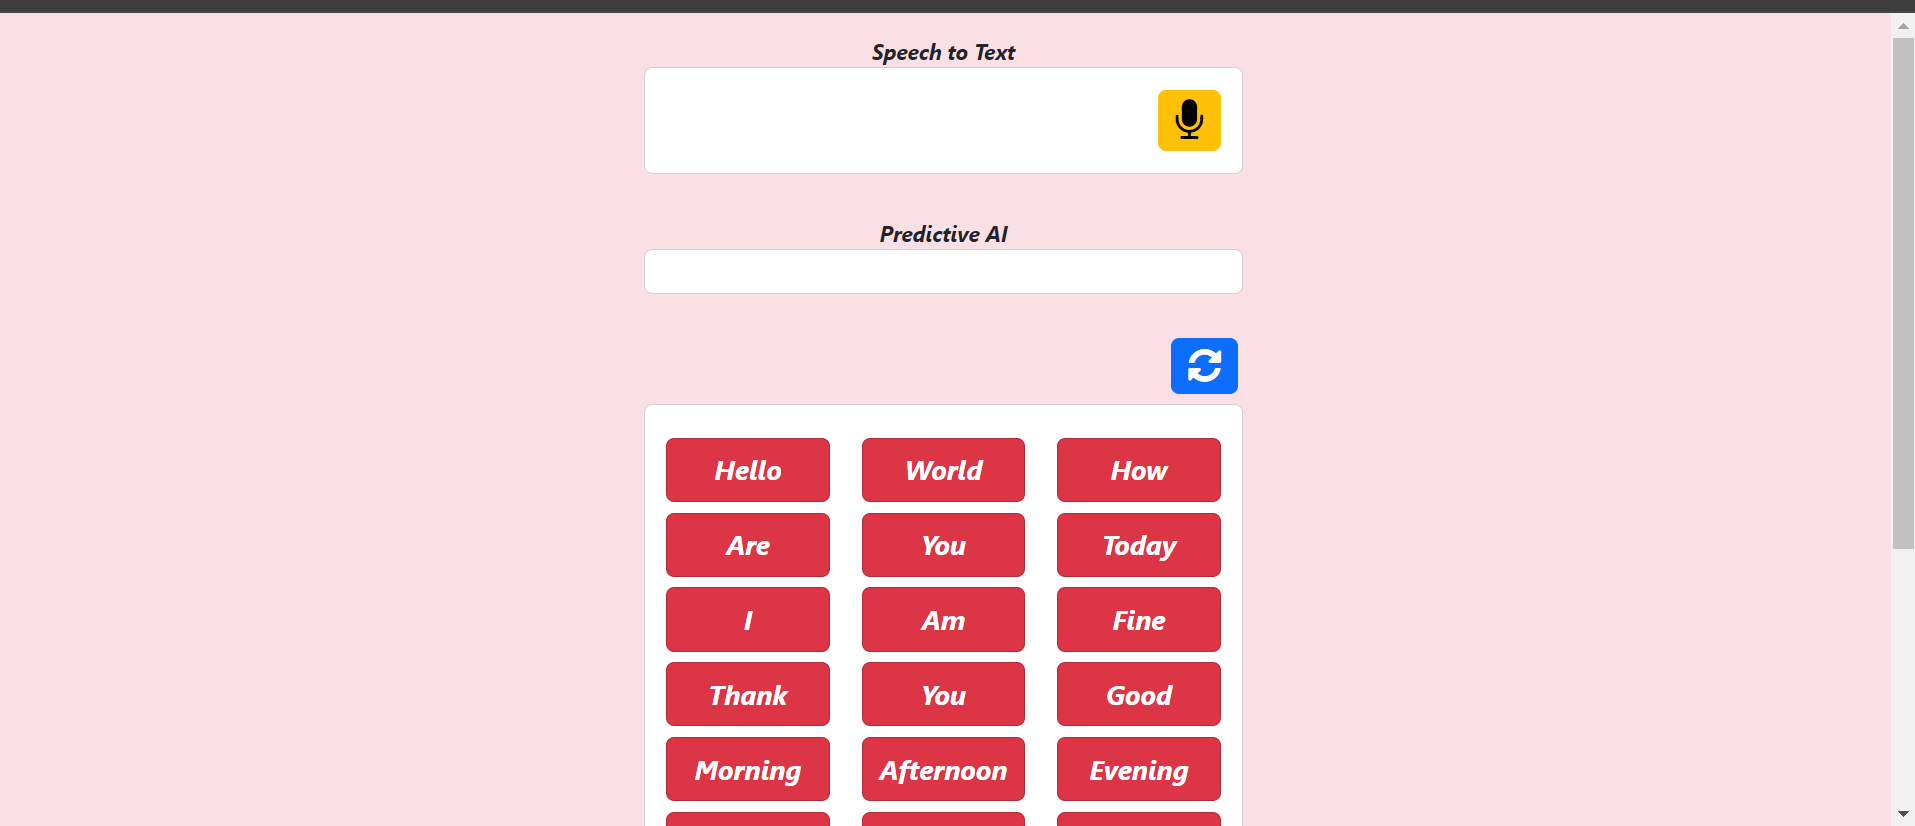 Speech to Text
Predictive AI
Hello World How
Are You Today
I Am Fine
Thank You Good
Morning Afternoon Evening